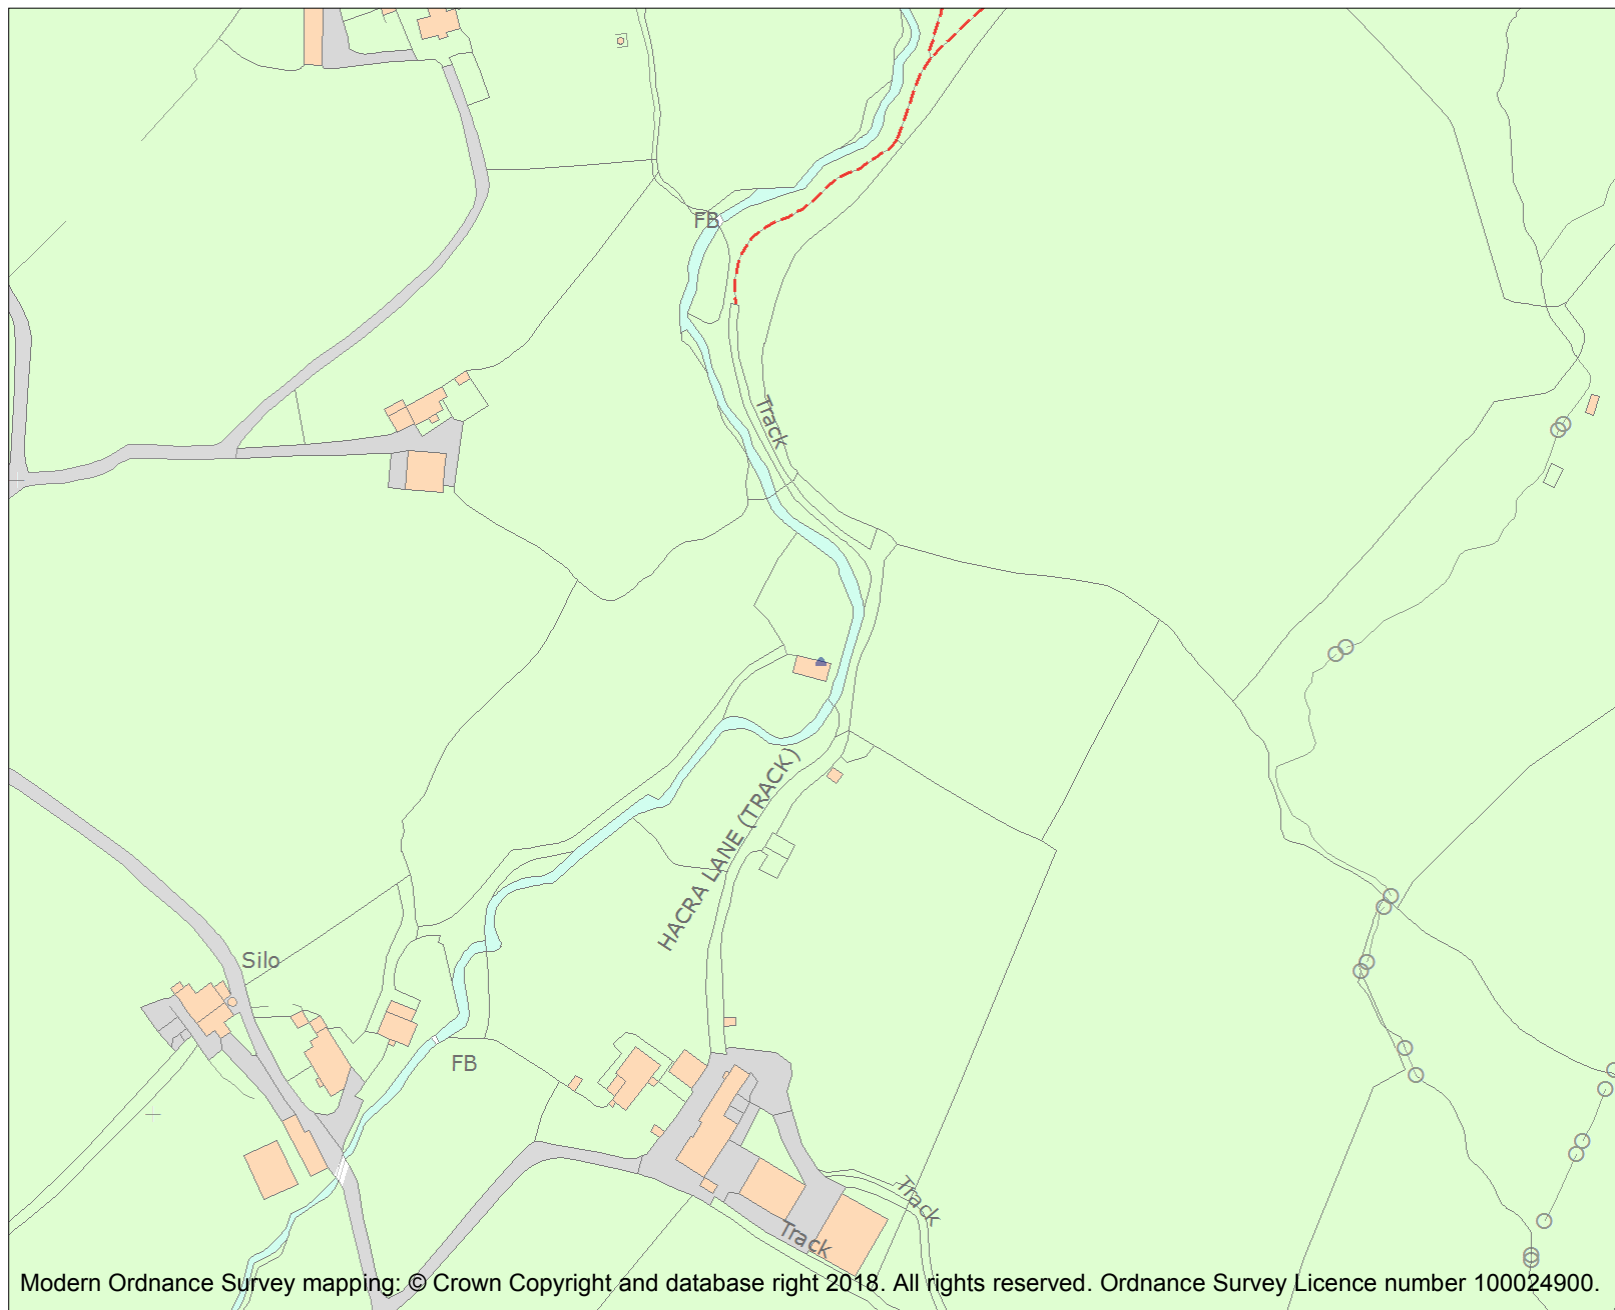 FB
Track
HACRA LANE (TRACK)
Silo
FB
Track
Track
Modern Ordnance Survey mapping: © Crown Copyright and database right 2018. All rights reserved. Ordnance Survey Licence number 100024900.